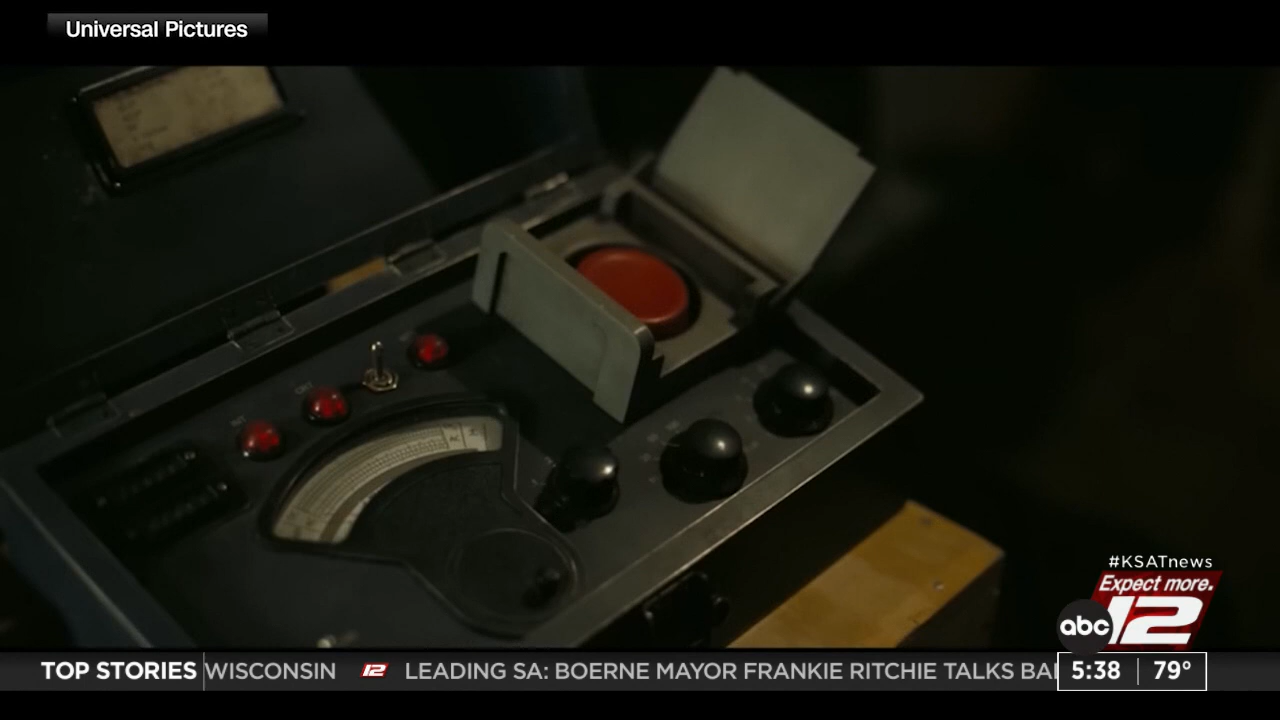 Universal Pictures
#KSATnews
Expect more.
abc 12
TOP STORIES WISCONSIN 12 LEADING SA: BOERNE MAYOR FRANKIE RITCHIE TALKS BA
5:38 79°